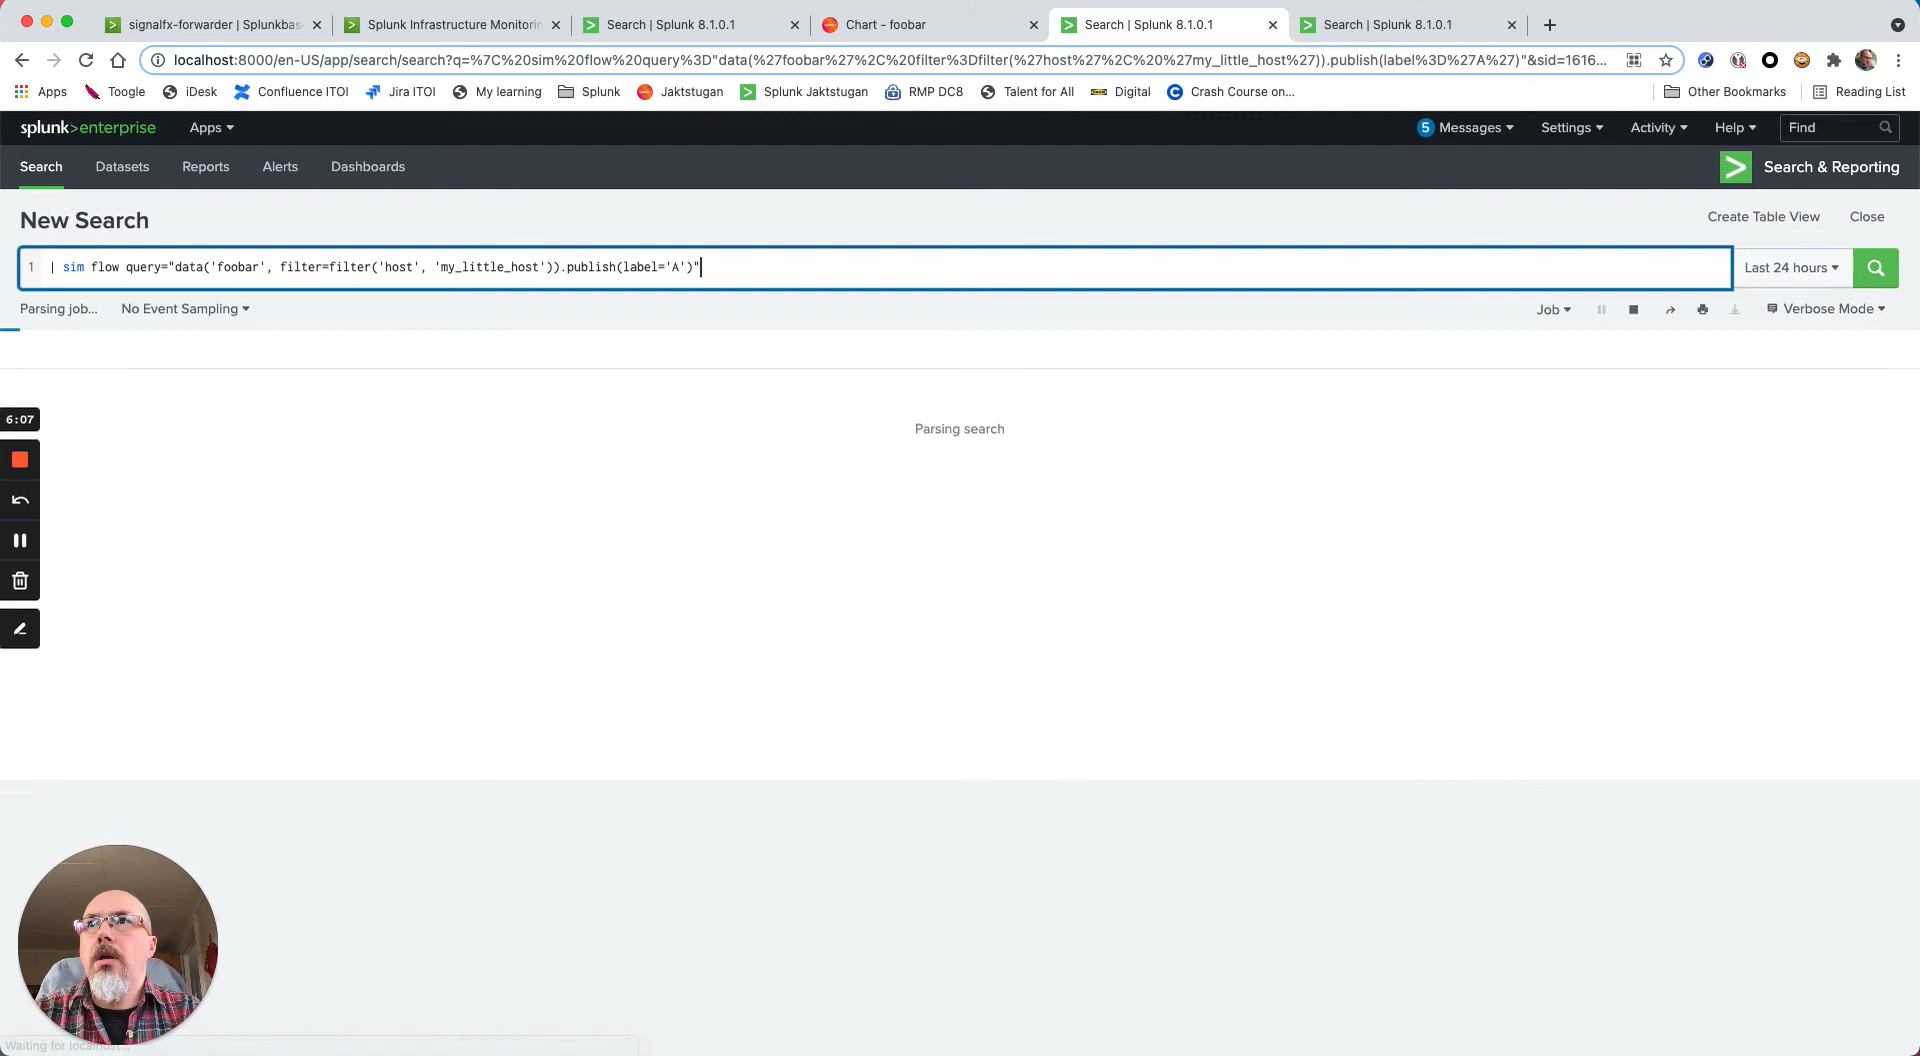 signalfx-forwarder | Splunkbas
Splunk Infrastructure Monitorin
Search | Splunk 8.1.0.1
Chart - foobar
Search | Splunk 8.1.0.1
Search | Splunk 8.1.0.1
localhost:8000/en-US/app/search/search?q=%7C%20sim%20flow%20query%3D"data(%27foobar%27%2C%20filter%3Dfilter(%27host%27%2C%20%27my_little_host%27)).publish(label%3D%27A%27)"&sid=1616...
Apps
Toogle
iDesk
Confluence ITOI
Jira ITOI
My learning
Splunk
Jaktstugan
Splunk Jaktstugan
RMP DC8
Talent for All
Digital
Crash Course on...
Other Bookmarks
Reading List
splunk>enterprise
Apps
5
Messages
Settings
Activity
Help
Find
Search
Datasets
Reports
Alerts
Dashboards
Search & Reporting
New Search
Create Table View
Close
1 | sim flow query="data('foobar', filter=filter('host', 'my_little_host')).publish(label='A')"
Last 24 hours
Parsing job...
No Event Sampling
Job
Verbose Mode
6:07
Parsing search
Waiting for localhost...